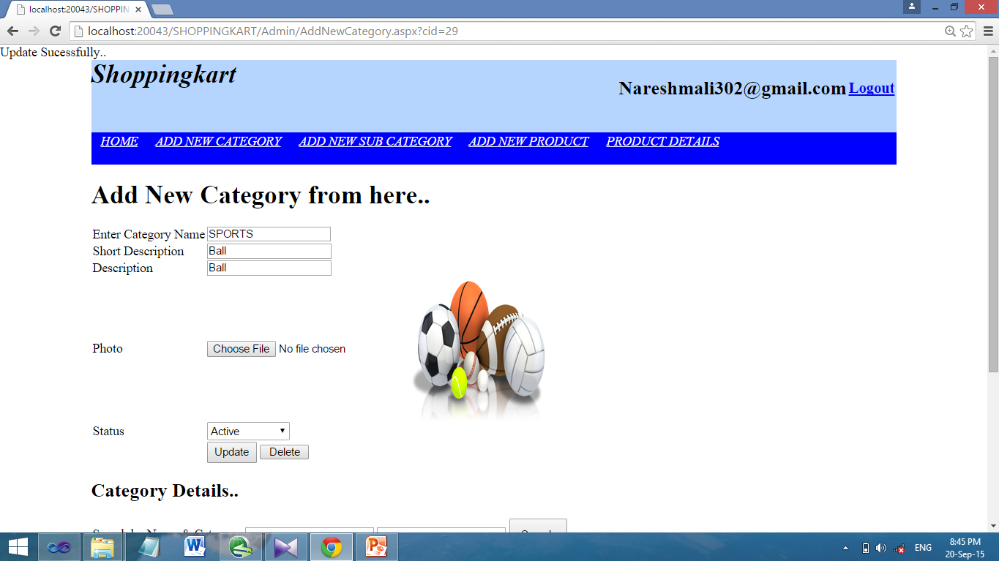 localhost:20043/SHOPPIN
localhost:20043/SHOPPINGKART/Admin/AddNewCategory.aspx?cid=29
Update Sucessfully..
Shoppingkart
Nareshmali302@gmail.com Logout
HOME ADD NEW CATEGORY ADD NEW SUB CATEGORY ADD NEW PRODUCT PRODUCT DETAILS
Add New Category from here..
Enter Category Name SPORTS
Short Description Ball
Description Ball
Photo Choose File No file chosen
Status Active
Update Delete
Category Details..
ENG 8:45 PM
20-Sep-15